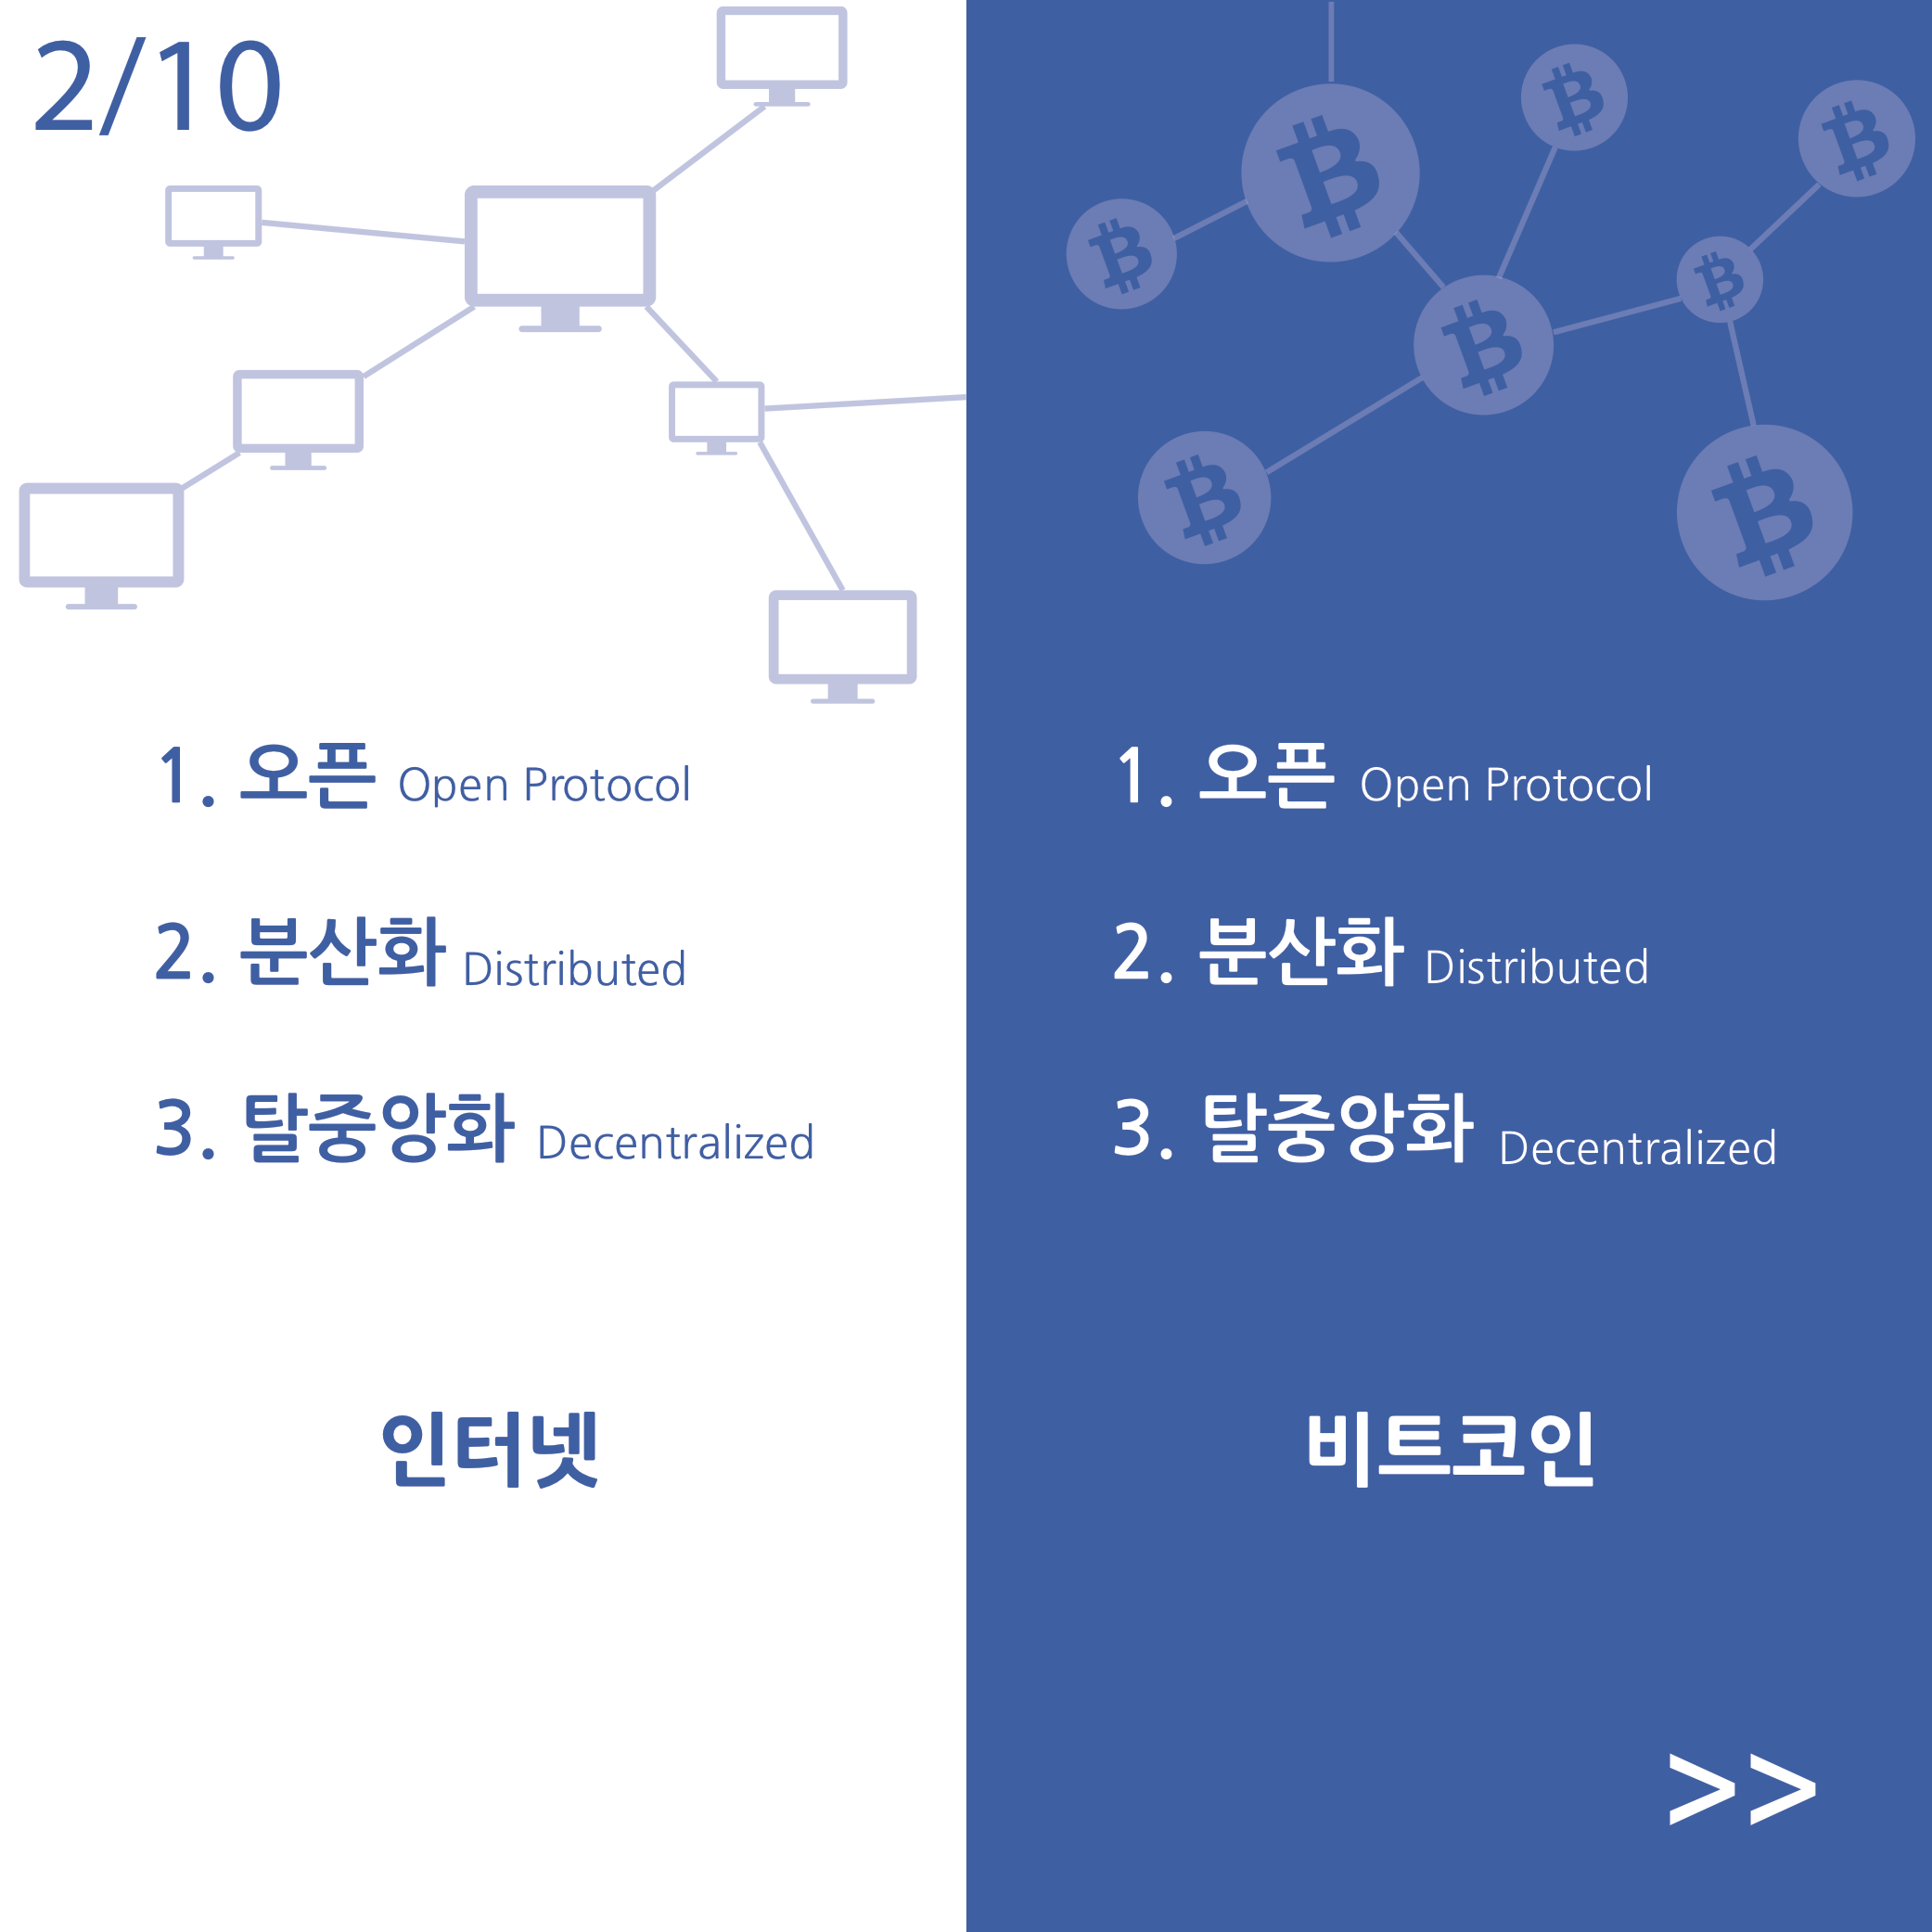 2/10
1. 오픈 Open Protocol
2. 분산화 Distributed
3. 탈중앙화 Decentralized
인터넷
1. 오픈 Open Protocol
2. 분산화 Distributed
3. 탈중앙화 Decentralized
비트코인
>>